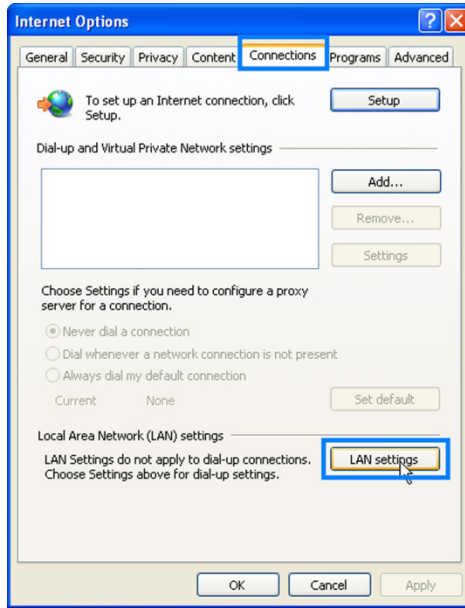 Internet Options
General Security Privacy Content Connections Programs Advanced
To set up an Internet connection, click
Setup.
Setup
Dial-up and Virtual Private Network settings
Add...
Remove...
Settings
Choose Settings if you need to configure a proxy
server for a connection.
Never dial a connection
Dial whenever a network connection is not present
Always dial my default connection
Current None
Set default
Local Area Network (LAN) settings
LAN Settings do not apply to dial-up connections.
Choose Settings above for dial-up settings.
LAN settings
OK Cancel Apply